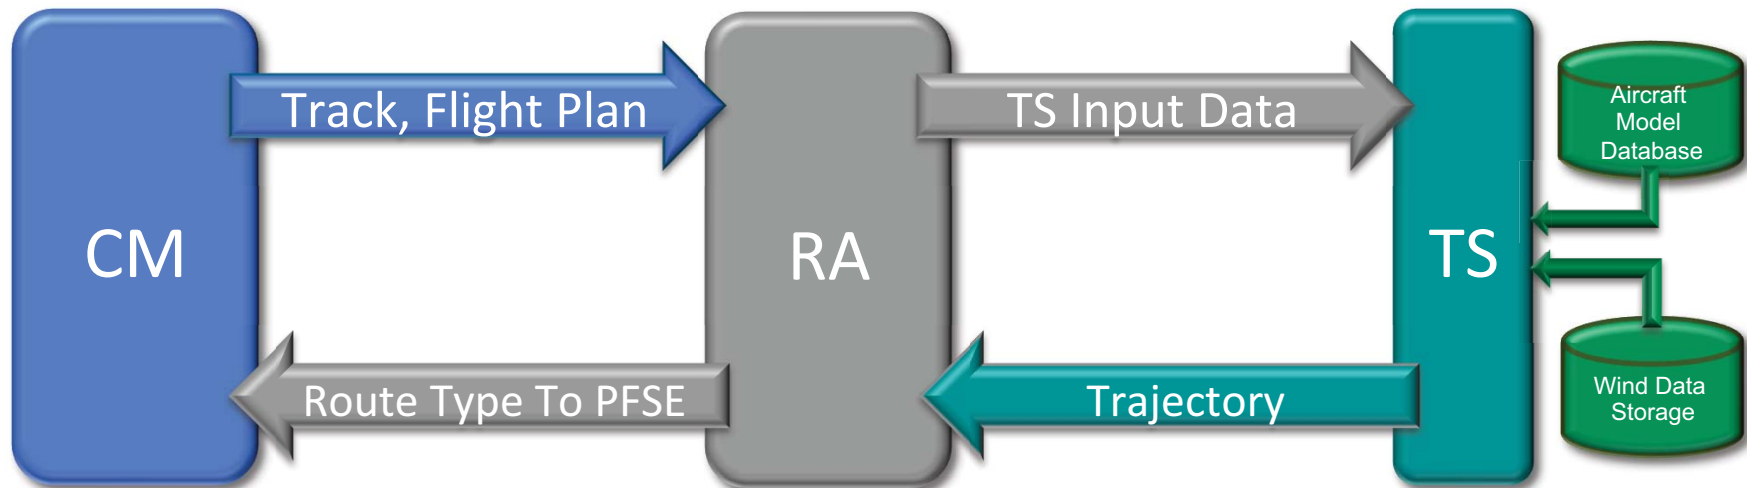 CM
Track, Flight Plan
RA
TS Input Data
TS
Aircraft
Model
Database
Route Type To PFSE
Trajectory
Wind Data
Storage